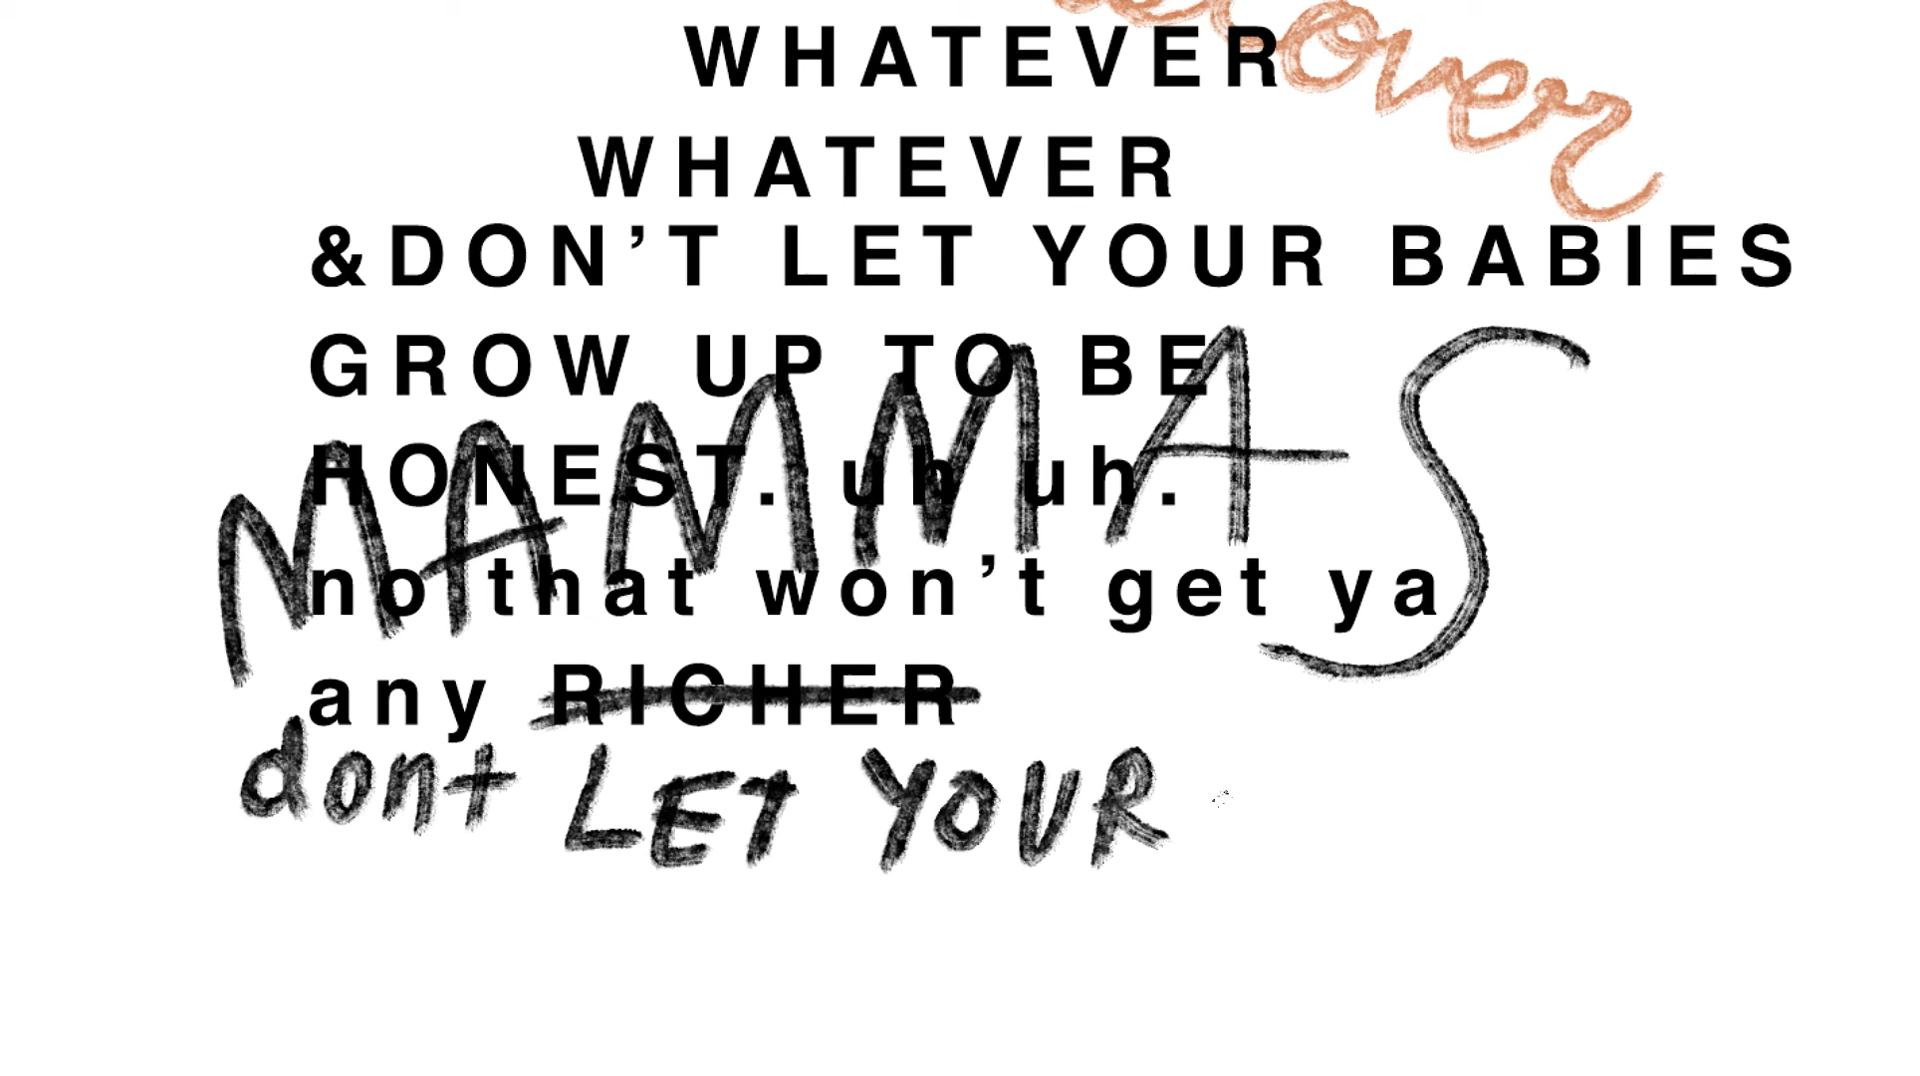 over
WHATEVER
WHATEVER
&DON’T LET YOUR BABIES
GROW UP TO BE
MAMMAS
HONEST. uh uh.
no that won’t get ya
any RICHER
dont LET YOUR